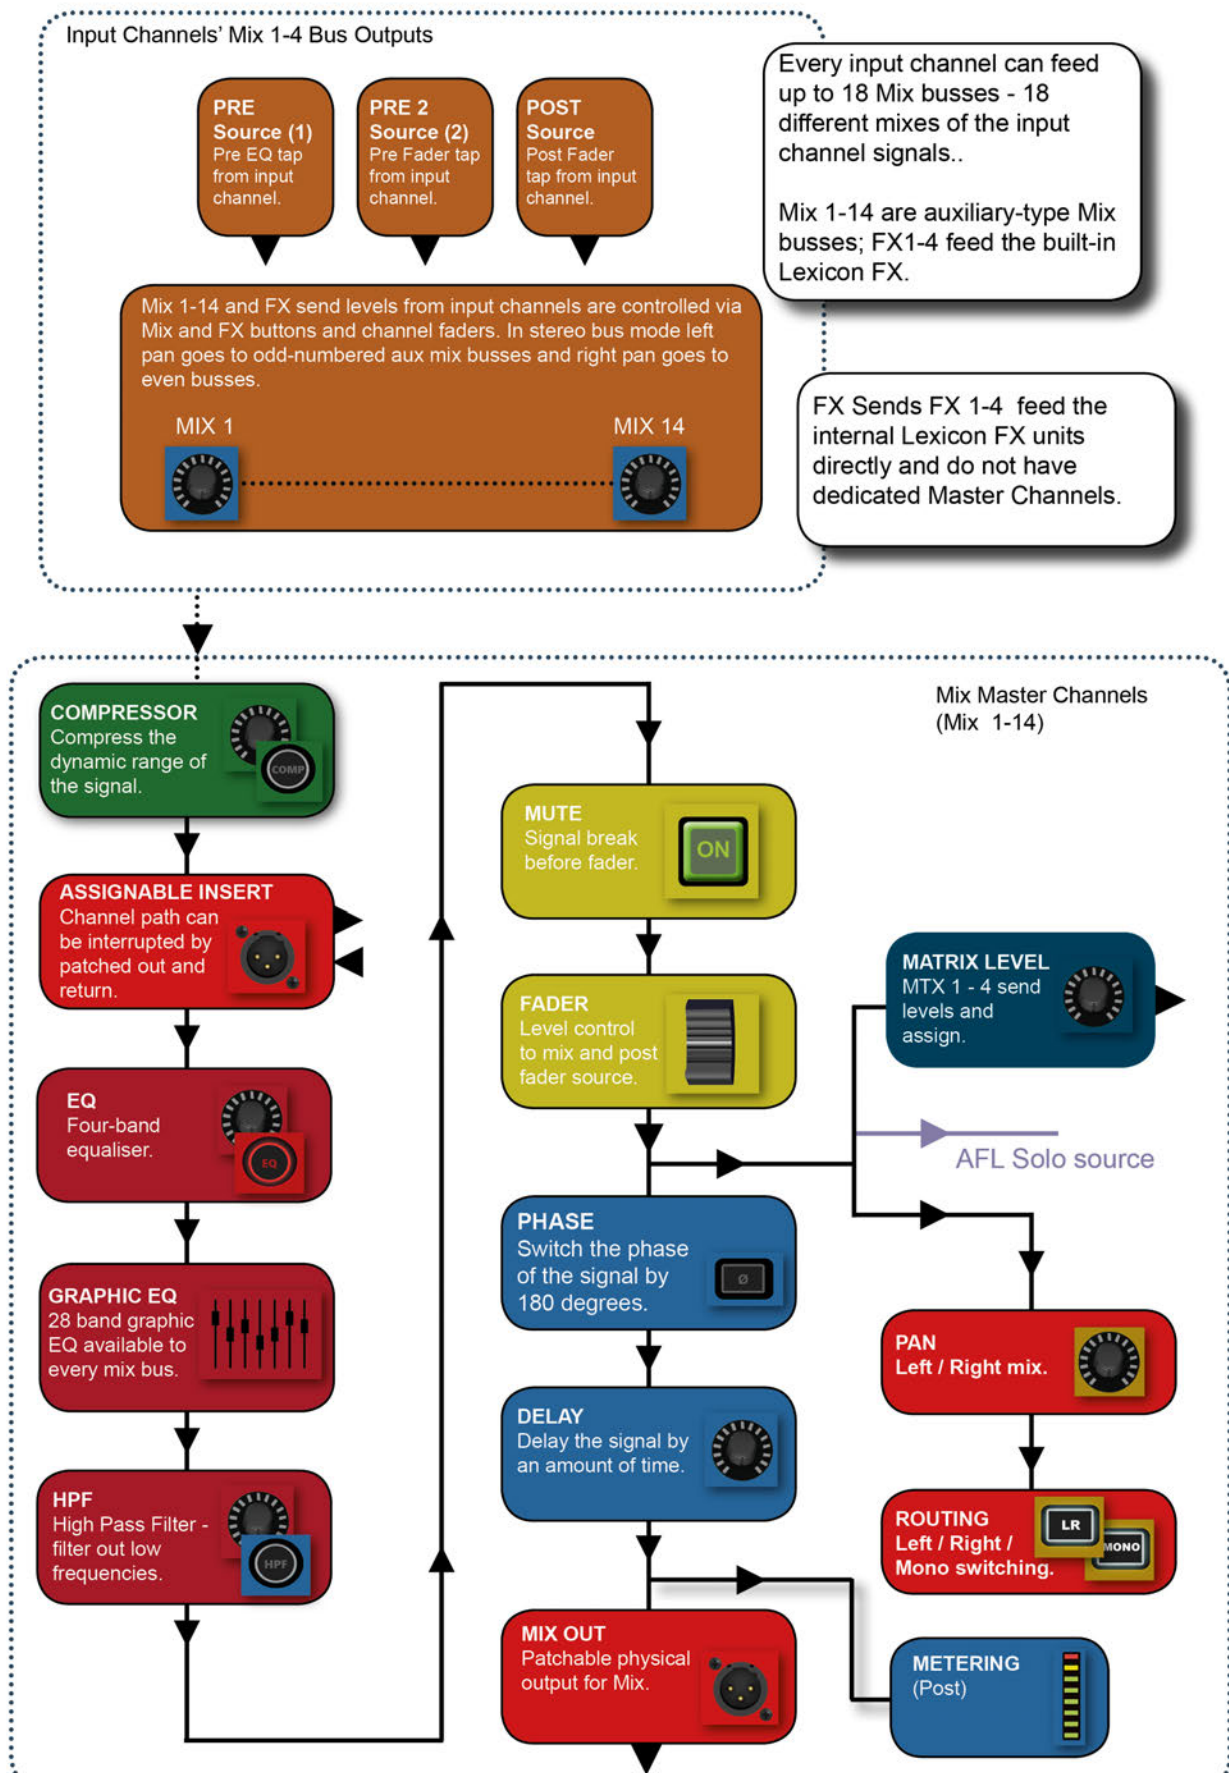 Input Channels’ Mix 1-4 Bus Outputs
Every input channel can feed
up to 18 Mix busses - 18
different mixes of the input
channel signals..
Mix 1-14 are auxiliary-type Mix
busses; FX1-4 feed the built-in
Lexicon FX.
PRE
Source (1)
Pre EQ tap
from input
channel.
PRE 2
Source (2)
Pre Fader tap
from input
channel.
POST
Source
Post Fader
tap from input
channel.
Mix 1-14 and FX send levels from input channels are controlled via
Mix and FX buttons and channel faders. In stereo bus mode left
pan goes to odd-numbered aux mix busses and right pan goes to
even busses.
MIX 1
MIX 14
FX Sends FX 1-4 feed the
internal Lexicon FX units
directly and do not have
dedicated Master Channels.
Mix Master Channels
(Mix 1-14)
COMPRESSOR
Compress the
dynamic range of
the signal.
COMP
ASSIGNABLE INSERT
Channel path can
be interrupted by
patched out and
return.
EQ
Four-band
equaliser.
EQ
GRAPHIC EQ
28 band graphic
EQ available to
every mix bus.
HPF
High Pass Filter -
filter out low
frequencies.
HPF
MUTE
Signal break
before fader.
ON
FADER
Level control
to mix and post
fader source.
MATRIX LEVEL
MTX 1 - 4 send
levels and
assign.
AFL Solo source
PHASE
Switch the phase
of the signal by
180 degrees.
Ø
PAN
Left / Right mix.
DELAY
Delay the signal by
an amount of time.
ROUTING
Left / Right /
Mono switching.
LR
MONO
MIX OUT
Patchable physical
output for Mix.
METERING
(Post)